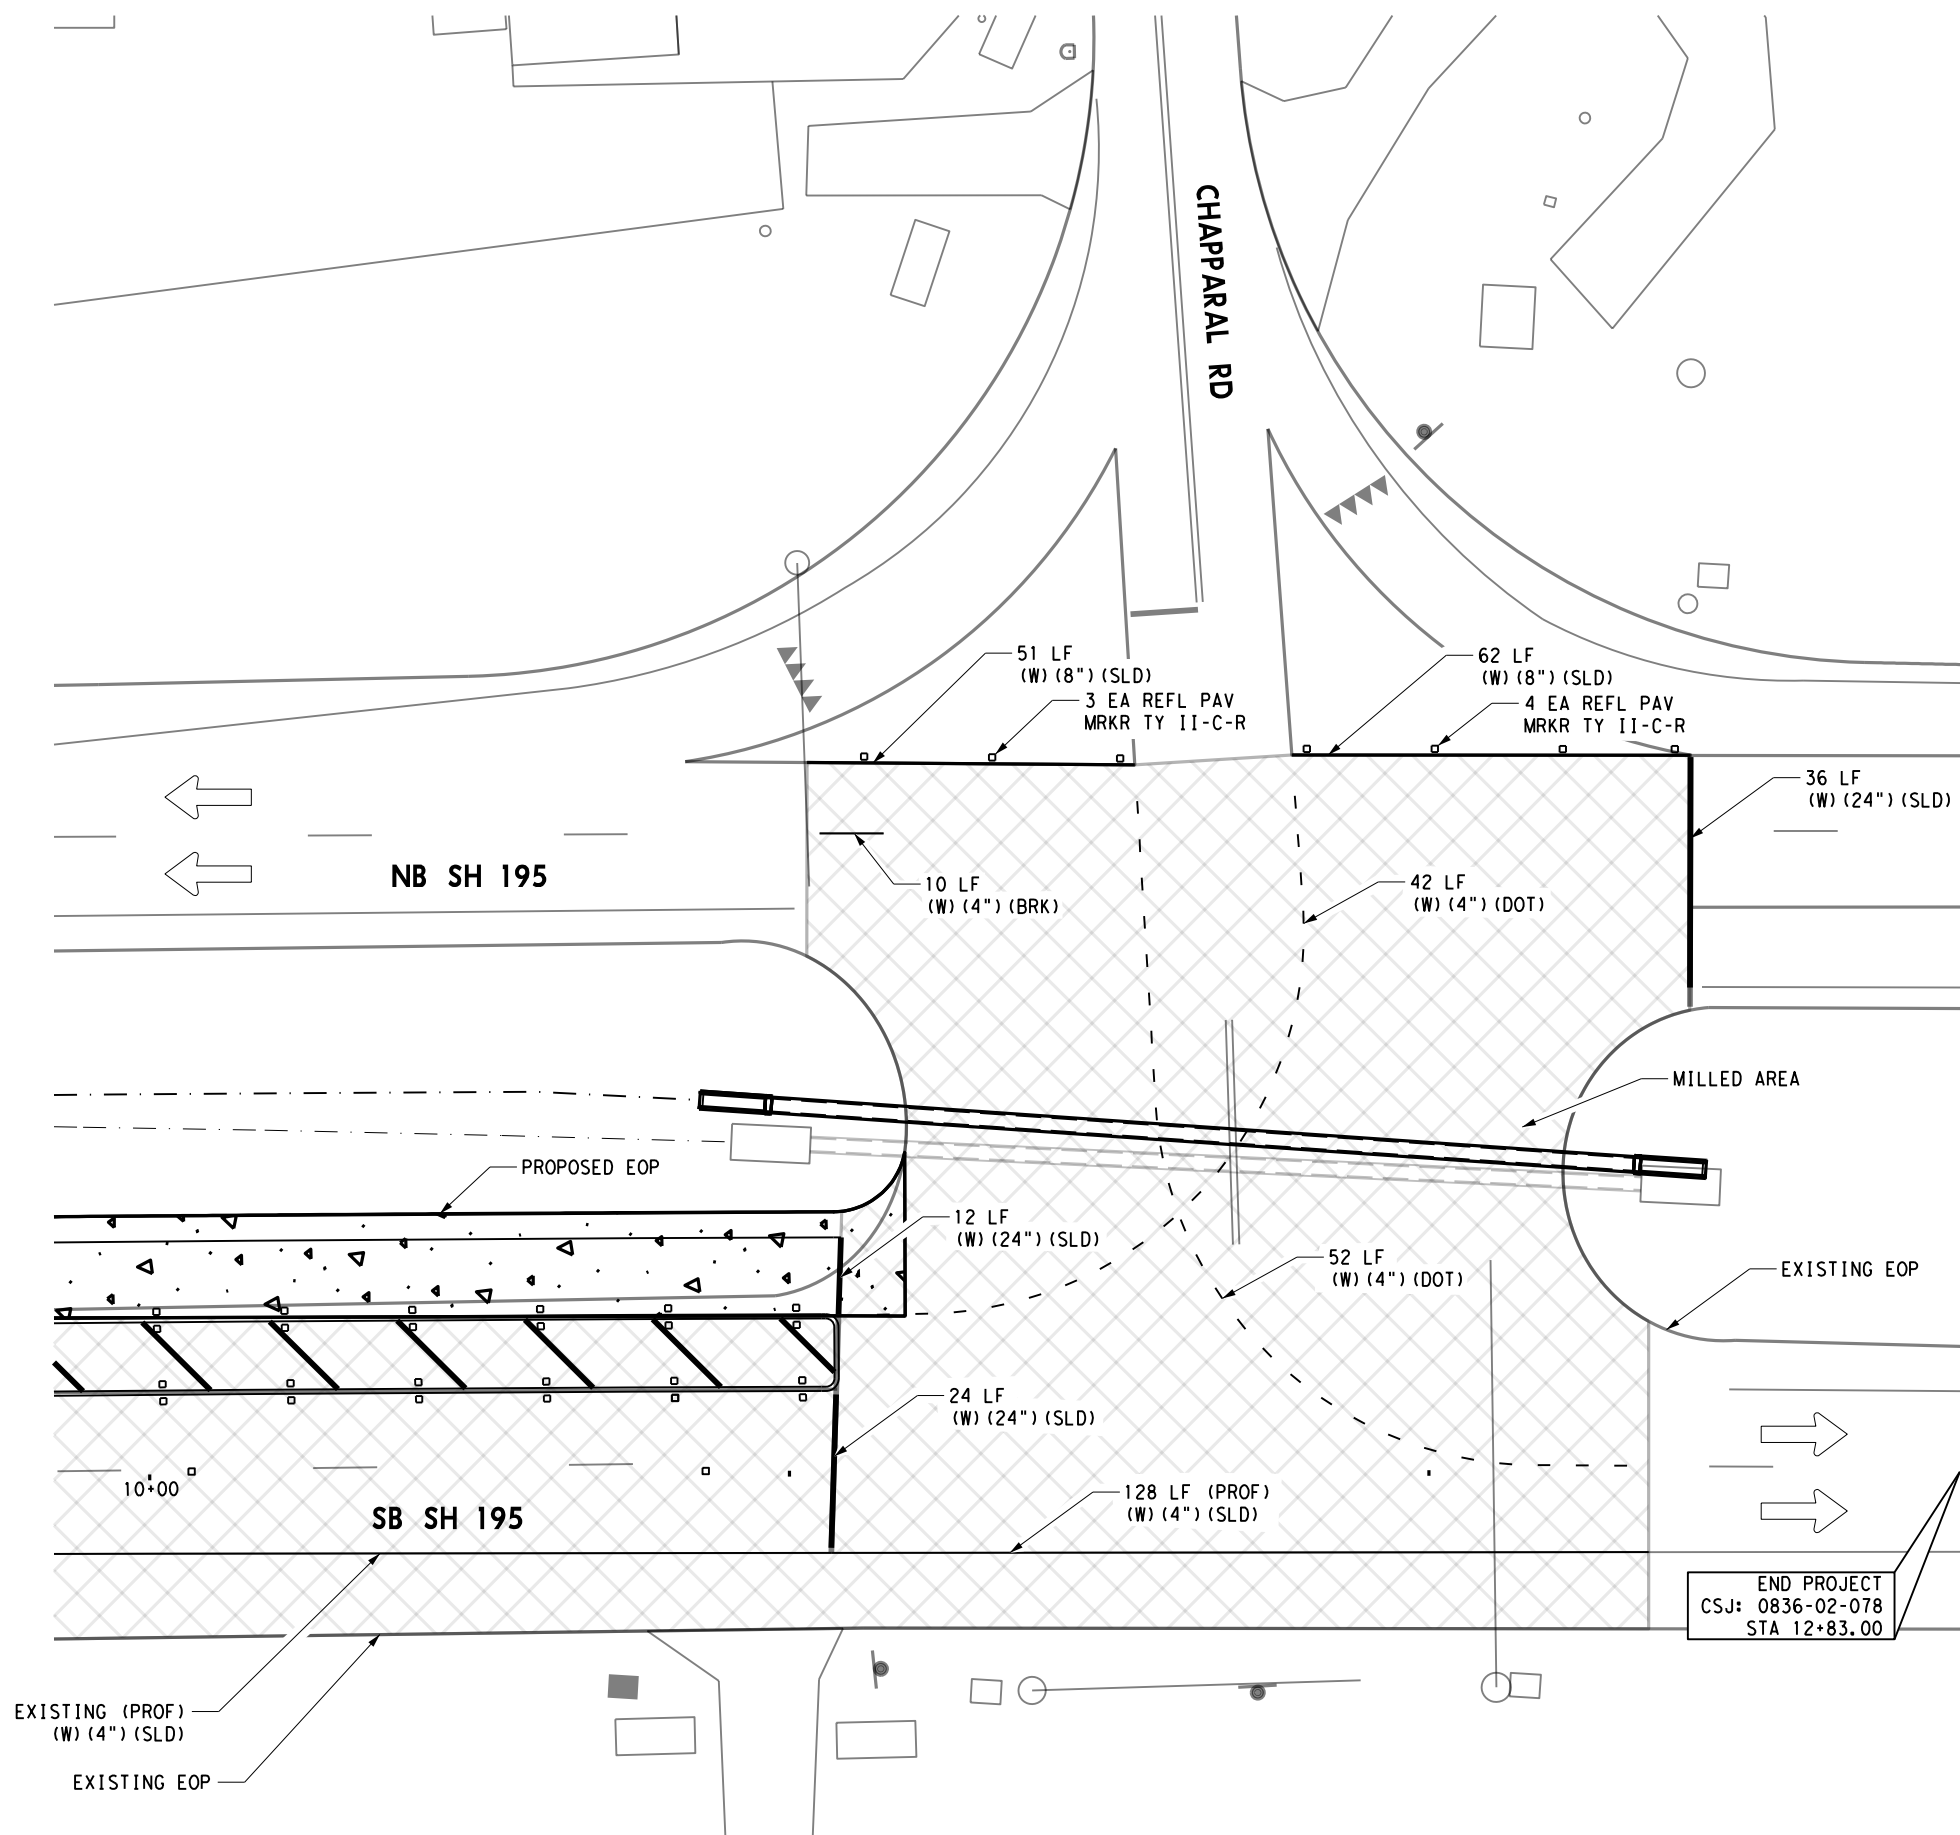 CHAPPARAL RD
51 LF
(W)(8")(SLD)
3 EA REFL PAV
MRKR TY II-C-R
62 LF
(W)(8")(SLD)
4 EA REFL PAV
MRKR TY II-C-R
36 LF
(W)(24")(SLD)
NB SH 195
10 LF
(W)(4")(BRK)
42 LF
(W)(4")(DOT)
MILLED AREA
PROPOSED EOP
12 LF
(W)(24")(SLD)
52 LF
(W)(4")(DOT)
EXISTING EOP
24 LF
(W)(24")(SLD)
10+00
SB SH 195
128 LF (PROF)
(W)(4")(SLD)
END PROJECT
CSJ: 0836-02-078
STA 12+83.00
EXISTING (PROF)
(W)(4")(SLD)
EXISTING EOP